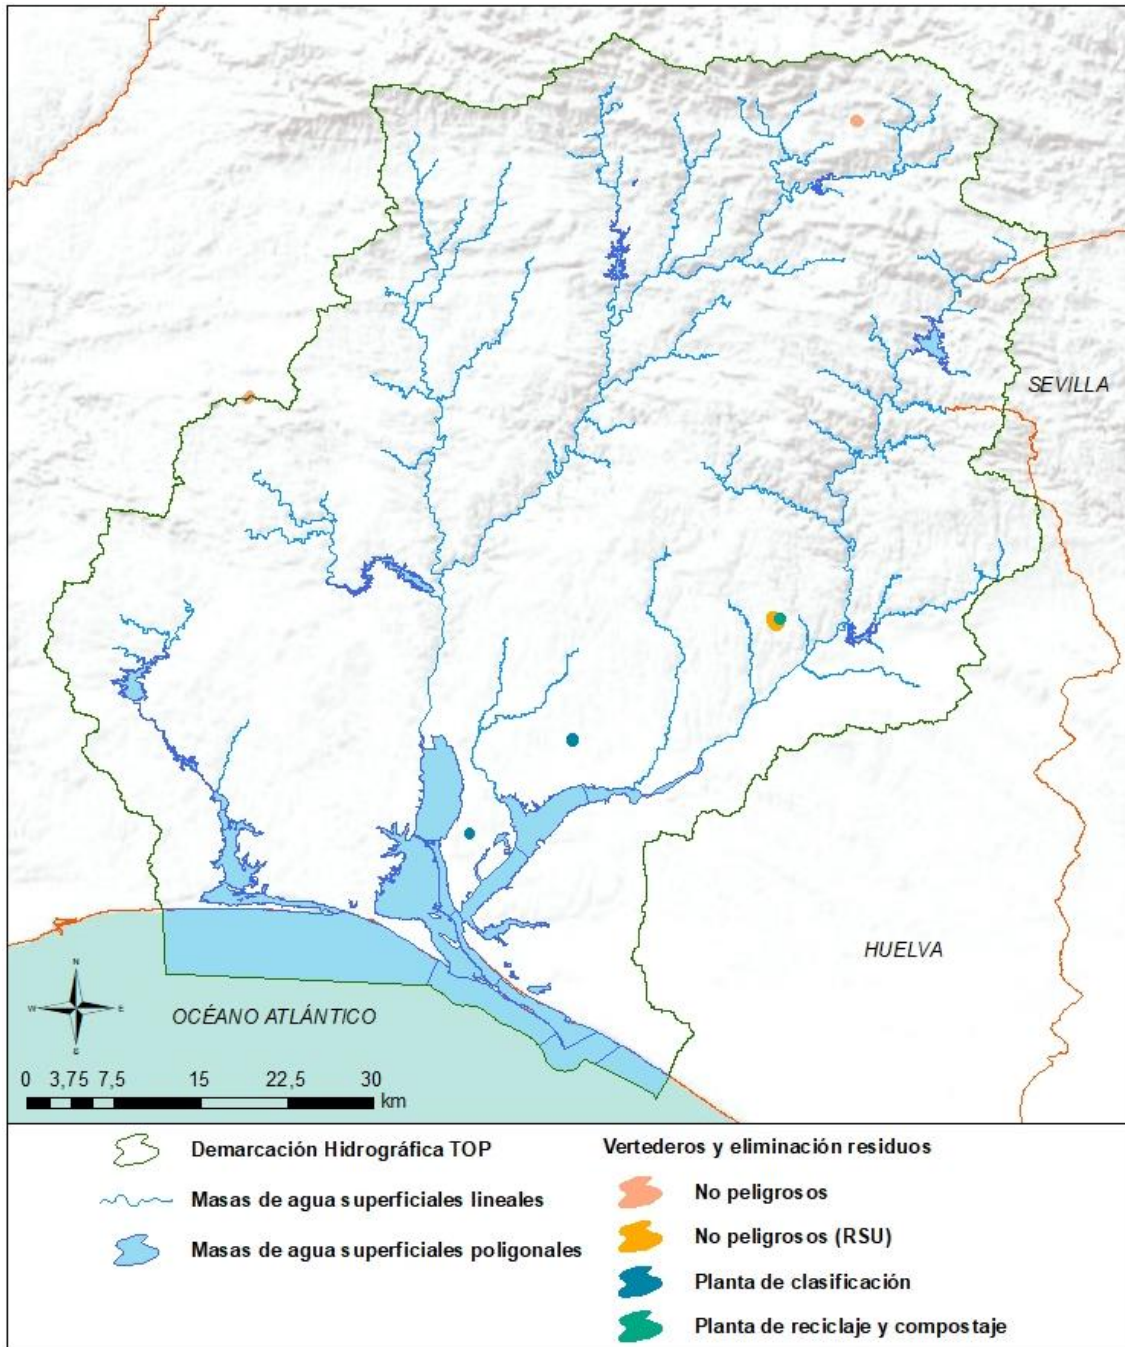 SEVILLA
HUELVA
N
W E
S
OCÉANO ATLÁNTICO
0 3,75 7,5 15 22,5 30
km
Demarcación Hidrográfica TOP
Masas de agua superficiales lineales
Masas de agua superficiales poligonales
Vertederos y eliminación residuos
No peligrosos
No peligrosos (RSU)
Planta de clasificación
Planta de reciclaje y compostaje